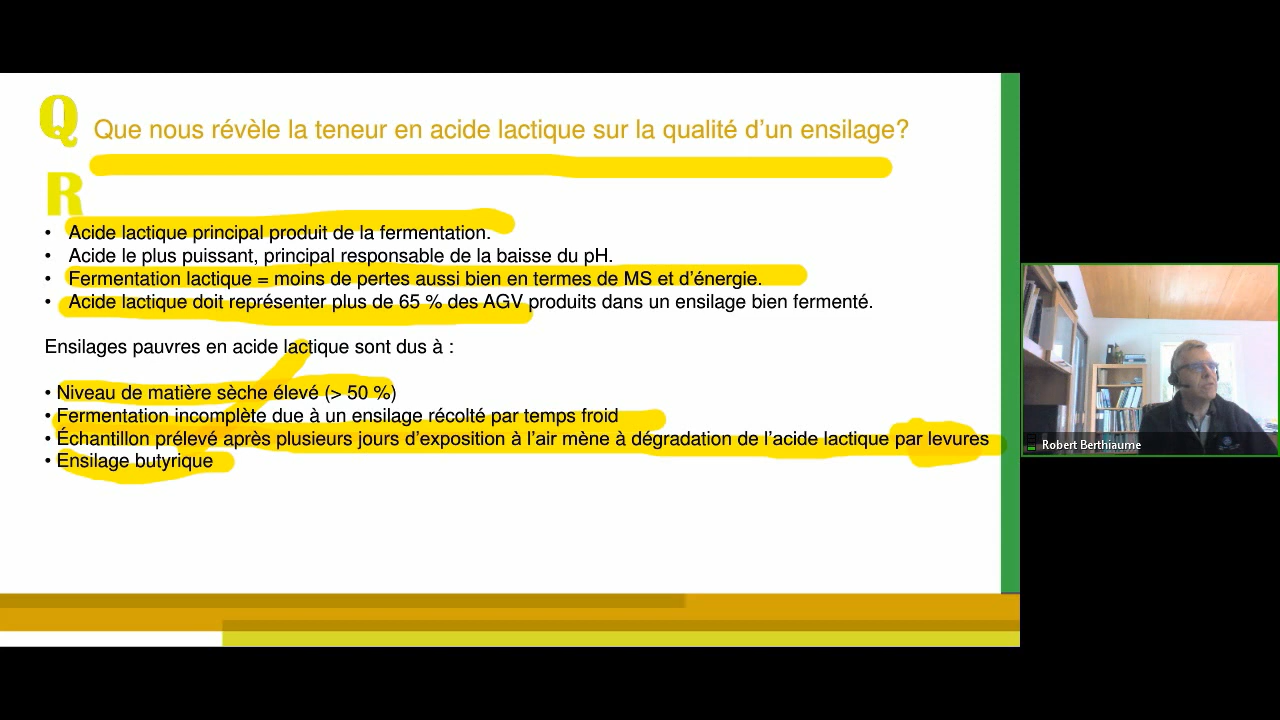 Q Que nous révèle la teneur en acide lactique sur la qualité d'un ensilage?
R
• Acide lactique principal produit de la fermentation.
• Acide le plus puissant, principal responsable de la baisse du pH.
• Fermentation lactique = moins de pertes aussi bien en termes de MS et d'énergie.
• Acide lactique doit représenter plus de 65 % des AGV produits dans un ensilage bien fermenté.
Ensilages pauvres en acide lactique sont dus à :
• Niveau de matière sèche élevé (> 50 %)
• Fermentation incomplète due à un ensilage récolté par temps froid
• Échantillon prélevé après plusieurs jours d'exposition à l'air mène à dégradation de l'acide lactique par levures
• Ensilage butyrique
Robert Berthiaume